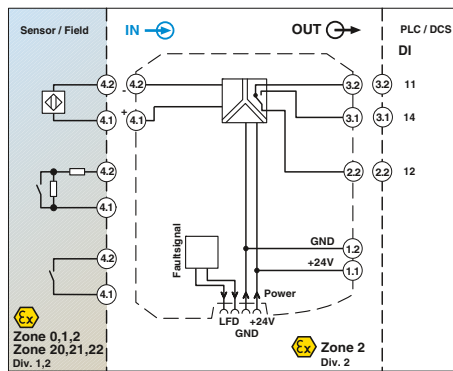 Sensor / Field
IN
OUT
PLC / DCS
DI
4.2
4.1
-
+
4.2
4.1
3.2
3.1
2.2
3.2
3.1
2.2
11
14
12
4.2
4.1
4.2
4.1
Faultsignal
GND
1.2
+24V
1.1
Power
LFD
+24V
GND
Ex
Zone 0,1,2
Zone 20,21,22
Div. 1,2
Ex
Zone 2
Div. 2